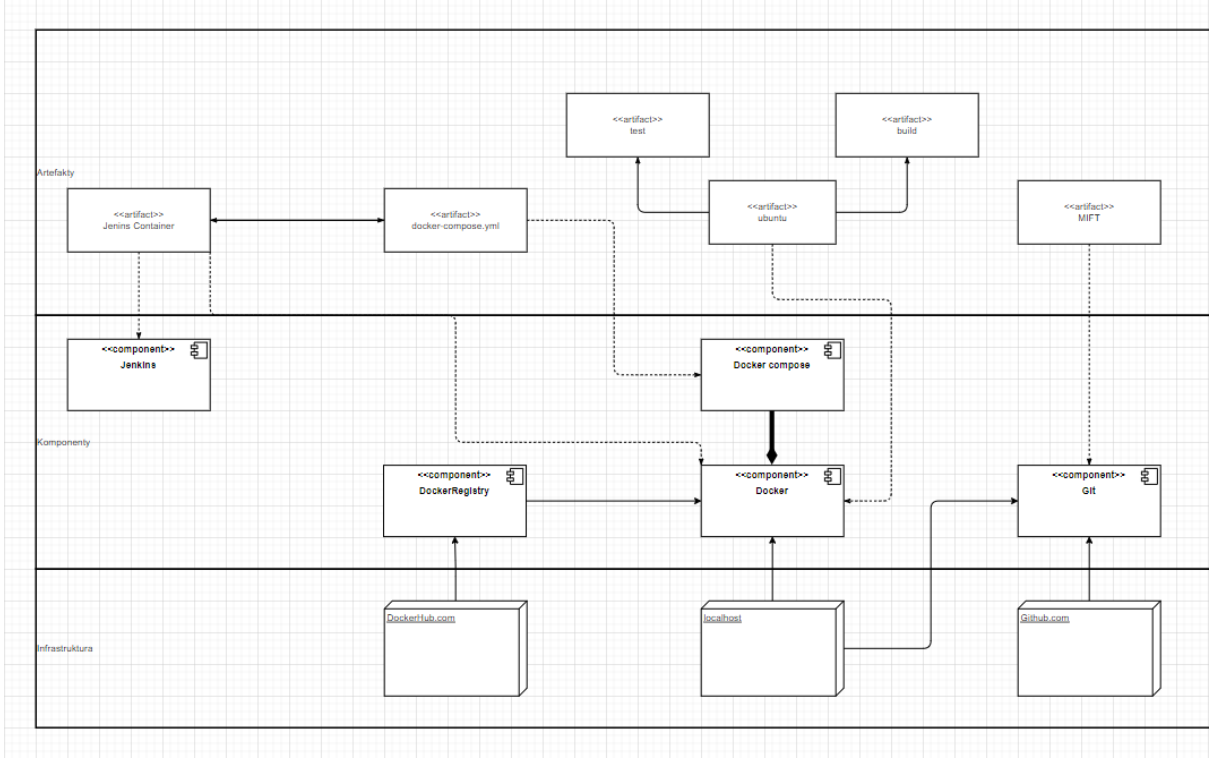 <<artifact>>
test
<<artifact>>
build
Artefakty
<<artifact>>
Jenins Container
<<artifact>>
docker-compose.yml
<<artifact>>
ubuntu
<<artifact>>
MIFT
<<component>>
Jenkins
<<component>>
Docker compose
Komponenty
<<component>>
DockerRegistry
<<component>>
Docker
<<component>>
Git
DockerHub.com
localhost
Github.com
Infrastruktura